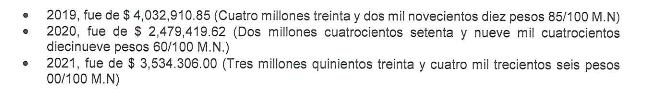 • 2019, fue de $ 4,032,910.85 (Cuatro millones treinta y dos mil novecientos diez pesos 85/100 M.N)
• 2020, fue de $ 2,479,419.62 (Dos millones cuatrocientos setenta y nueve mil cuatrocientos
diecinueve pesos 60/100 M.N.)
• 2021, fue de $ 3,534.306.00 (Tres millones quinientos treinta y cuatro mil trecientos seis pesos
00/100 M.N)